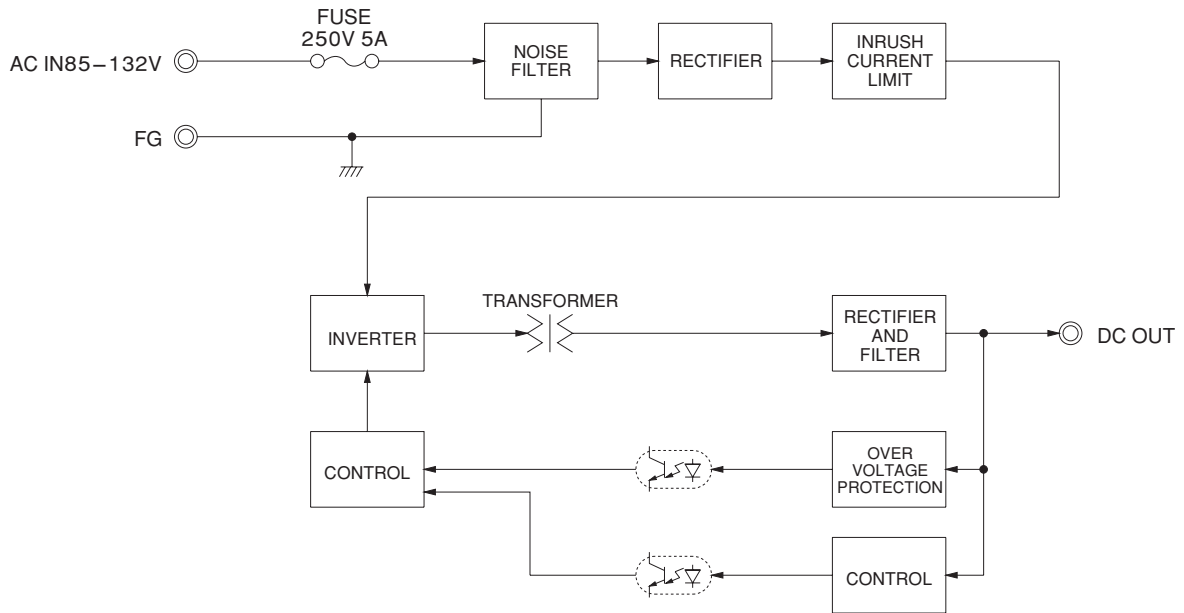 FUSE
250V 5A
AC IN85–132V
NOISE
FILTER
RECTIFIER
INRUSH
CURRENT
LIMIT
FG
TRANSFORMER
INVERTER
RECTIFIER
AND
FILTER
DC OUT
CONTROL
OVER
VOLTAGE
PROTECTION
CONTROL